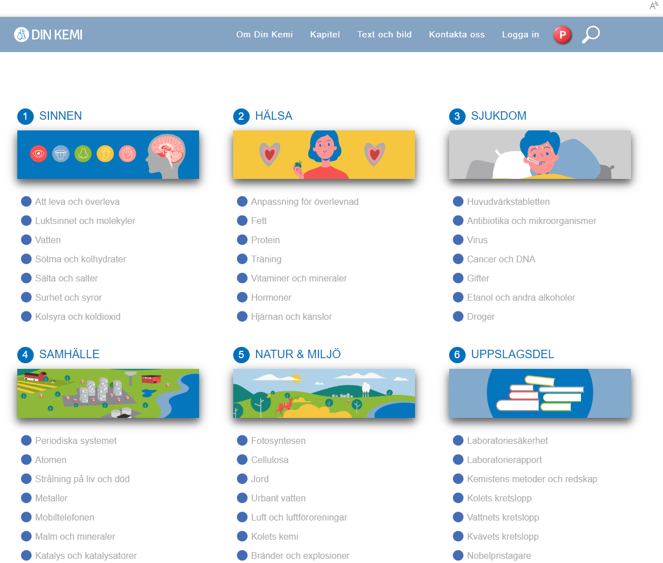 DIN KEMI
Om Din Kemi
Kapitel
Text och bild
Kontakta oss
Logga in
P
1 SINNEN
Att leva och överleva
Luktsinnet och molekyler
Vatten
Sötma och kolhydrater
Sälta och salter
Surhet och syror
Kolsyra och koldioxid
2 HÄLSA
Anpassning för överlevnad
Fett
Protein
Träning
Vitaminer och mineraler
Hormoner
Hjärnan och känslor
3 SJUKDOM
Huvudvärkstabletten
Antibiotika och mikroorganismer
Virus
Cancer och DNA
Gifter
Etanol och andra alkoholer
Droger
4 SAMHÄLLE
Periodiska systemet
Atomen
Strålning på liv och död
Metaller
Mobiltelefonen
Malm och mineraler
Katalys och katalysatorer
5 NATUR & MILJÖ
Fotosyntesen
Cellulosa
Jord
Urbant vatten
Luft och luftföroreningar
Kolets kemi
Bränder och explosioner
6 UPPSLAGSDEL
Laboratoriesäkerhet
Laboratorierapport
Kemistens metoder och redskap
Kolets kretslopp
Vattnets kretslopp
Kvävets kretslopp
Nobelpristagare